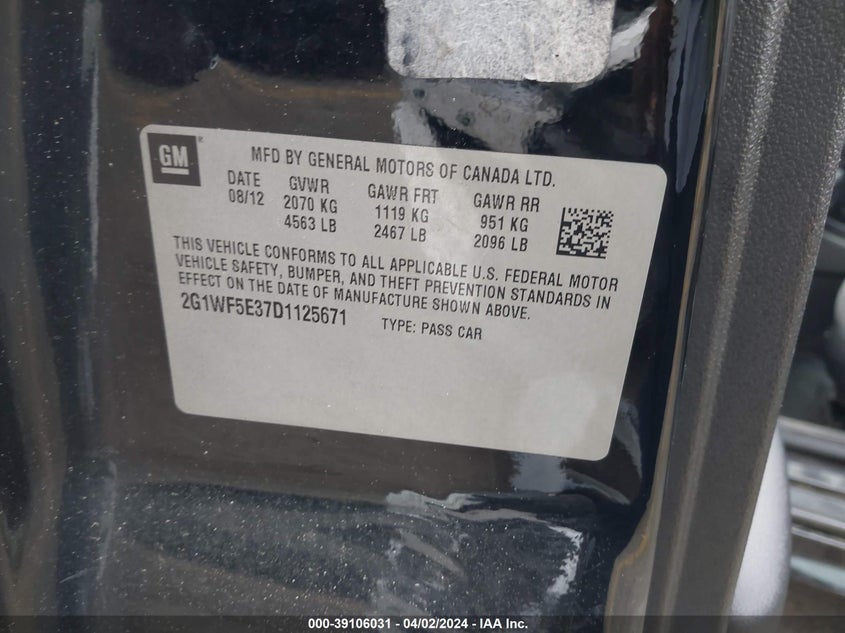 GM
MFD BY GENERAL MOTORS OF CANADA LTD.
DATE GVWR GAWR FRT GAWR RR
08/12 2070 KG 1119 KG 951 KG
4563 LB 2467 LB 2096 LB
THIS VEHICLE CONFORMS TO ALL APPLICABLE U.S. FEDERAL MOTOR
VEHICLE SAFETY, BUMPER, AND THEFT PREVENTION STANDARDS IN
EFFECT ON THE DATE OF MANUFACTURE SHOWN ABOVE.
2G1WF5E37D1125671 TYPE: PASS CAR
000-39106031 - 04/02/2024 - IAA Inc.